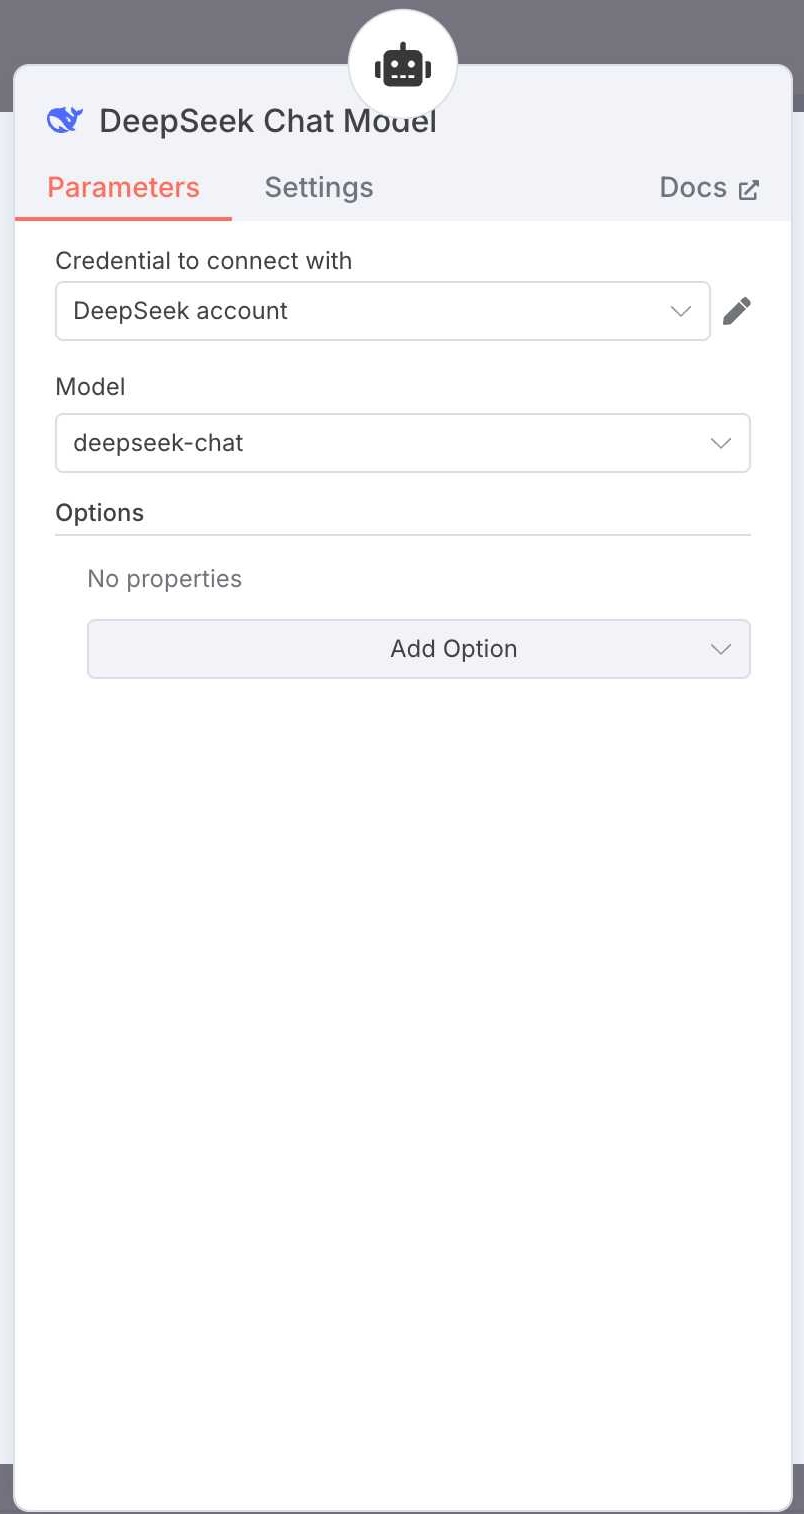 DeepSeek Chat Model
Parameters Settings Docs
Credential to connect with
DeepSeek account
Model
deepseek-chat
Options
No properties
Add Option